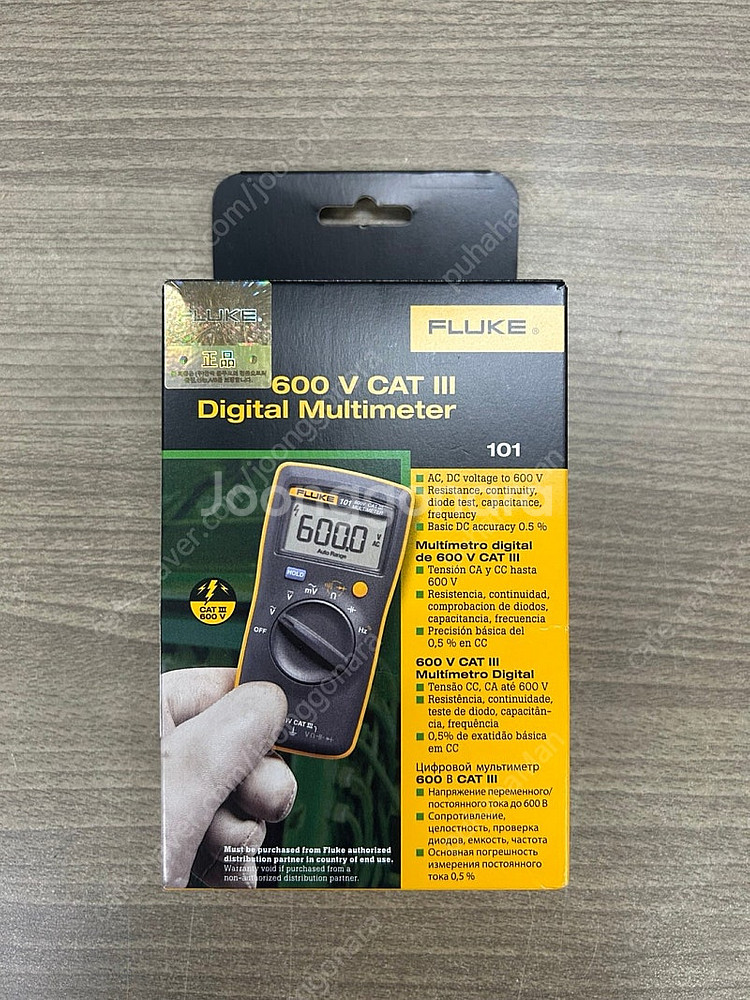 FLUKE®
FLUKE®
正品
600 V CAT III
Digital Multimeter
101
AC, DC voltage to 600 V
Resistance, continuity,
diode test, capacitance,
frequency
Basic DC accuracy 0.5 %
Multímetro digital
de 600 V CAT III
Tensión CA y CC hasta
600 V
Resistencia, continuidad,
comprobacion de diodos,
capacitancia, frecuencia
Precisión básica del
0,5 % en CC
600 V CAT III
Multímetro Digital
Tensão CC, CA até 600 V
Resistência, continuidade,
teste de diodo, capacitân-
cia, frequência
0,5% de exatidão básica
em CC
Цифровой мультиметр
600 В CAT III
Напряжение переменного/
постоянного тока до 600 В
Сопротивление,
целостность, проверка
диодов, емкость, частота
Основная погрешность
измерения постоянного
тока 0,5 %
FLUKE 101
MULTIMETER
600.0 V AC
Auto Range
HOLD
OFF
Ṽ
mV
Ω
Hz
CAT III
600 V
V CAT III
Must be purchased from Fluke authorized
distribution partner in country of end use.
Warranty void if purchased from a
non-authorized distribution partner.
Joonggonara